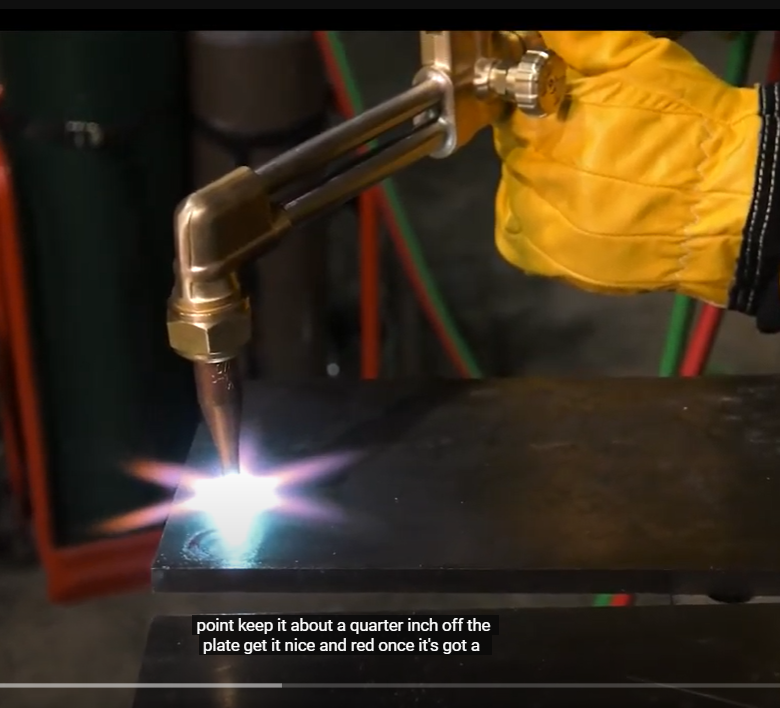 point keep it about a quarter inch off the
plate get it nice and red once it's got a